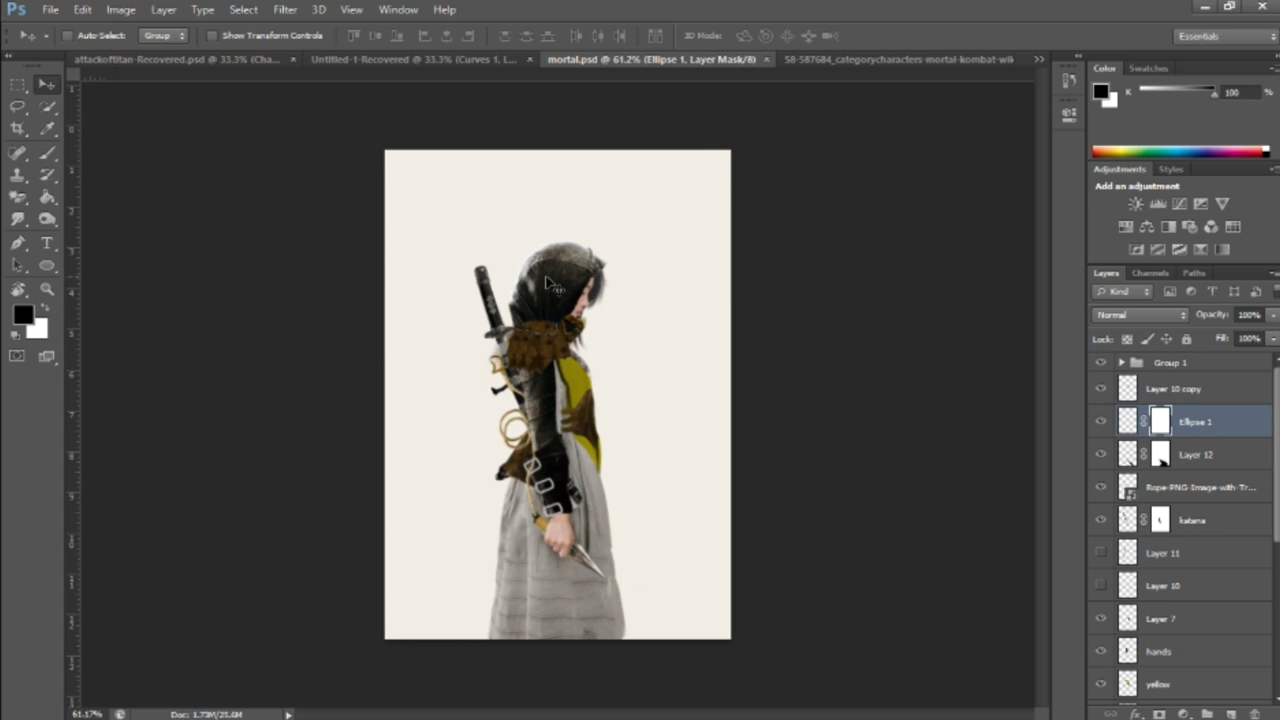 Ps File Edit Image Layer Type Select Filter 3D View Window Help
Auto-Select: Group Show Transform Controls 3D Mode: Essentials
attackoftitan-Recovered.psd @ 33.3% (Cha... × Untitled-1-Recovered @ 33.3% (Curves 1, L... × mortal.psd @ 61.2% (Ellipse 1, Layer Mask/8) × 58-587684_categorycharacters-mortal-kombat-wik
Color Swatches
K 100 %
Adjustments Styles
Add an adjustment
Layers Channels Paths
Kind
Normal Opacity: 100%
Lock: Fill: 100%
Group 1
Layer 10 copy
Ellipse 1
Layer 12
Rope-PNG-Image-with-Tr...
katana
Layer 11
Layer 10
Layer 7
hands
yellow
61.17% Doc: 1.73M/25.6M